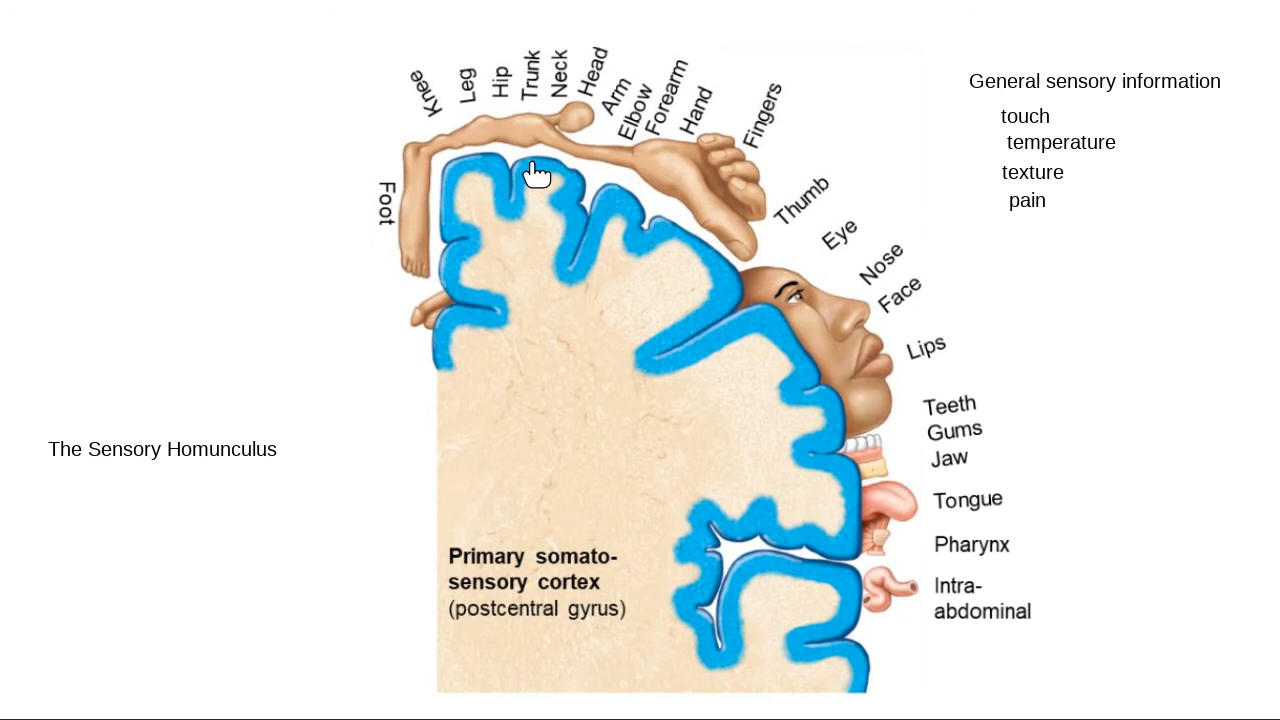 Knee
Leg
Hip
Trunk
Neck
Head
Arm
Elbow
Forearm
Hand
Fingers
Thumb
Eye
Nose
Face
Lips
Teeth
Gums
Jaw
Tongue
Pharynx
Intra-
abdominal
Foot
General sensory information
touch
temperature
texture
pain
The Sensory Homunculus
Primary somato-
sensory cortex
(postcentral gyrus)